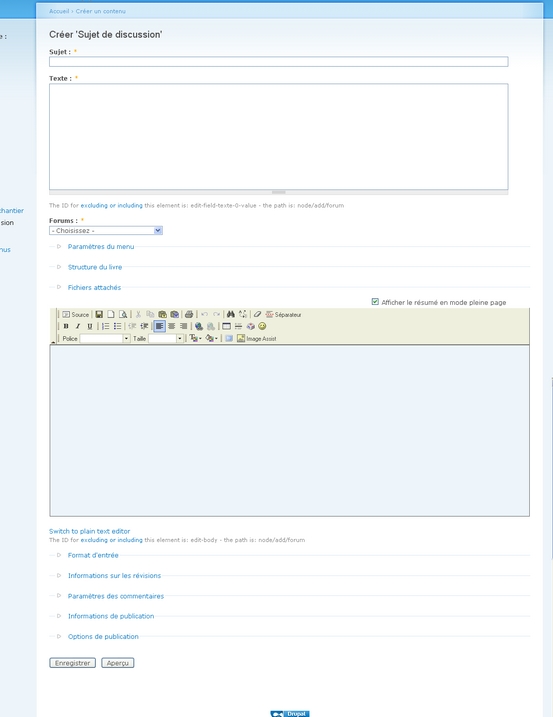 Accueil › Créer un contenu
e :
Créer 'Sujet de discussion'
Sujet : *
Texte : *
The ID for excluding or including this element is: edit-field-texte-0-value - the path is: node/add/forum
chantier
sion
Forums : *
- Choisissez -
Paramètres du menu
nus
Structure du livre
Fichiers attachés
Afficher le résumé en mode pleine page
Source Séparateur
B I U
Police Taille Image Assist
Switch to plain text editor
The ID for excluding or including this element is: edit-body - the path is: node/add/forum
Format d'entrée
Informations sur les révisions
Paramètres des commentaires
Informations de publication
Options de publication
Enregistrer Aperçu
Drupal